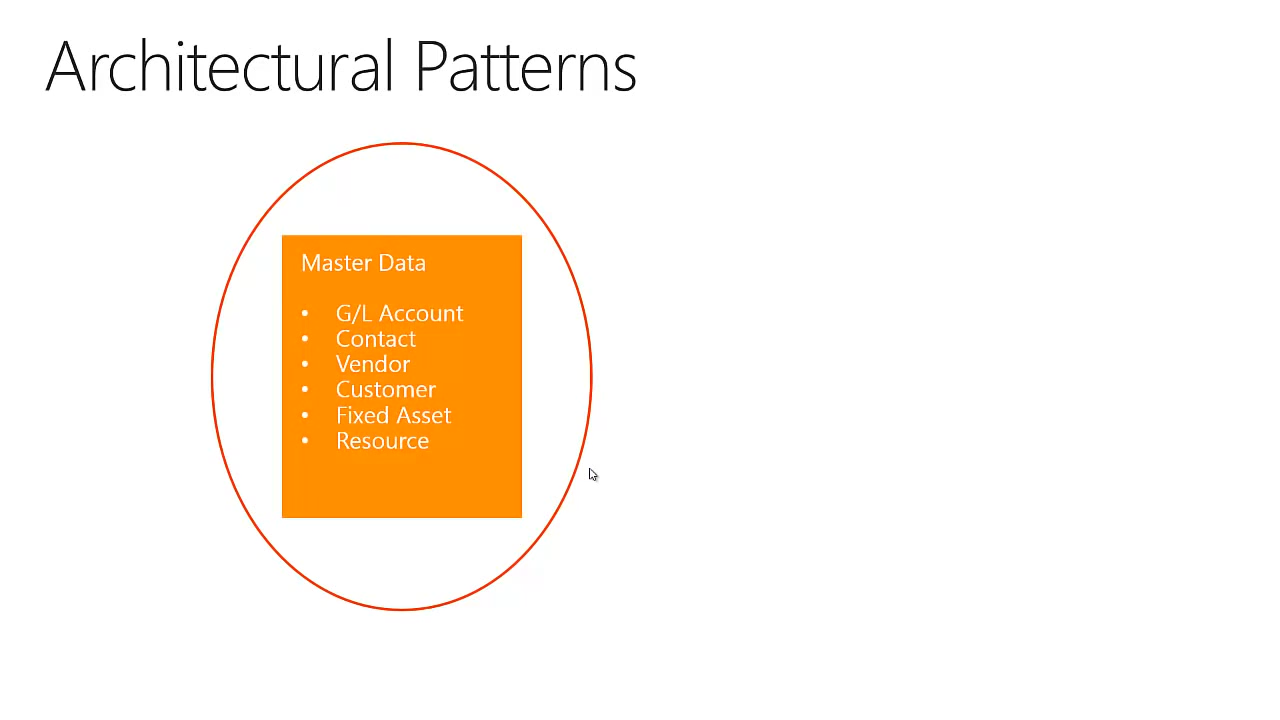 Architectural Patterns
Master Data
• G/L Account
• Contact
• Vendor
• Customer
• Fixed Asset
• Resource